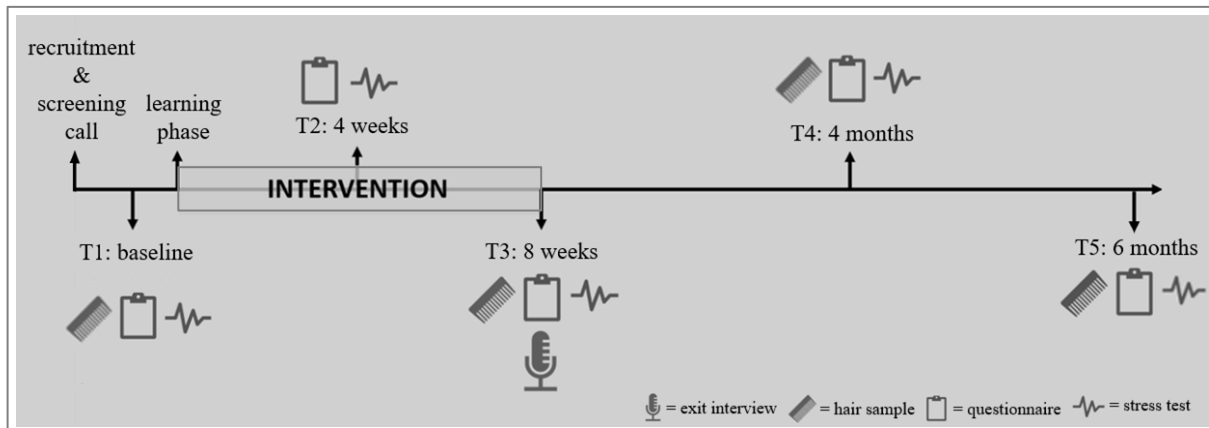 recruitment
&
screening
call
learning
phase
T2: 4 weeks
T4: 4 months
INTERVENTION
T1: baseline
T3: 8 weeks
T5: 6 months
= exit interview = hair sample = questionnaire = stress test